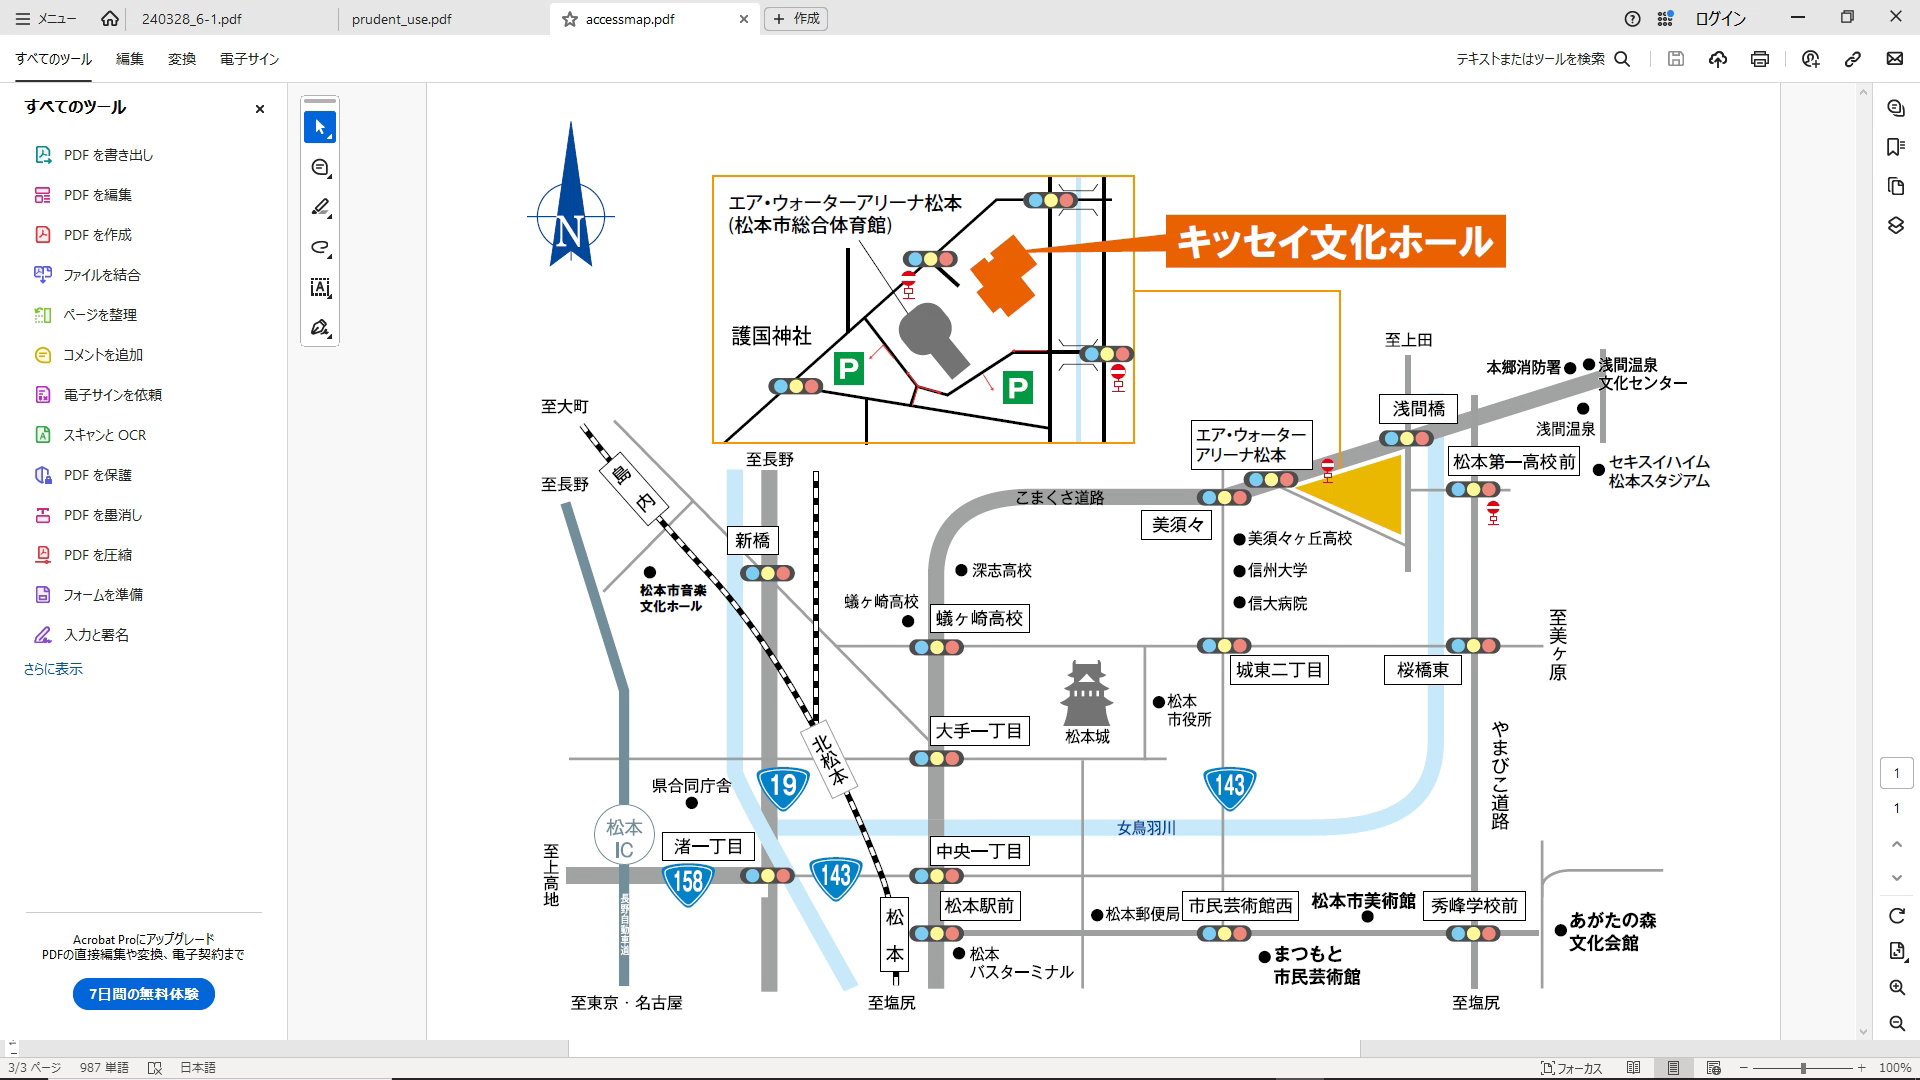 メニュー
240328_6-1.pdf
prudent_use.pdf
accessmap.pdf
作成
ログイン
すべてのツール
編集
変換
電子サイン
テキストまたはツールを検索
すべてのツール
PDF を書き出し
PDF を編集
PDF を作成
ファイルを結合
ページを整理
コメントを追加
電子サインを依頼
スキャンと OCR
PDF を保護
PDF を墨消し
PDF を圧縮
フォームを準備
入力と署名
さらに表示
Acrobat Proにアップグレード
PDFの直接編集や変換、電子契約まで
7日間の無料体験
N
エア・ウォーターアリーナ松本
(松本市総合体育館)
キッセイ文化ホール
護国神社
P
P
至上田
本郷消防署
浅間温泉
文化センター
浅間橋
浅間温泉
至大町
エア・ウォーター
アリーナ松本
至長野
松本第一高校前
セキスイハイム
松本スタジアム
至長野
島内
こまくさ道路
美須々
新橋
美須々ヶ丘高校
深志高校
信州大学
松本市音楽
文化ホール
蟻ヶ崎高校
信大病院
蟻ヶ崎高校
至美ヶ原
城東二丁目
桜橋東
松本
市役所
大手一丁目
松本城
北松本
やまびこ道路
県合同庁舎
19
143
松本
IC
女鳥羽川
渚一丁目
中央一丁目
至上高地
158
143
長野自動車道
松本
松本駅前
松本郵便局
市民芸術館西
松本市美術館
秀峰学校前
あがたの森
文化会館
松本
バスターミナル
まつもと
市民芸術館
至東京・名古屋
至塩尻
至塩尻
1
1
3/3 ページ
987 単語
日本語
フォーカス
100%